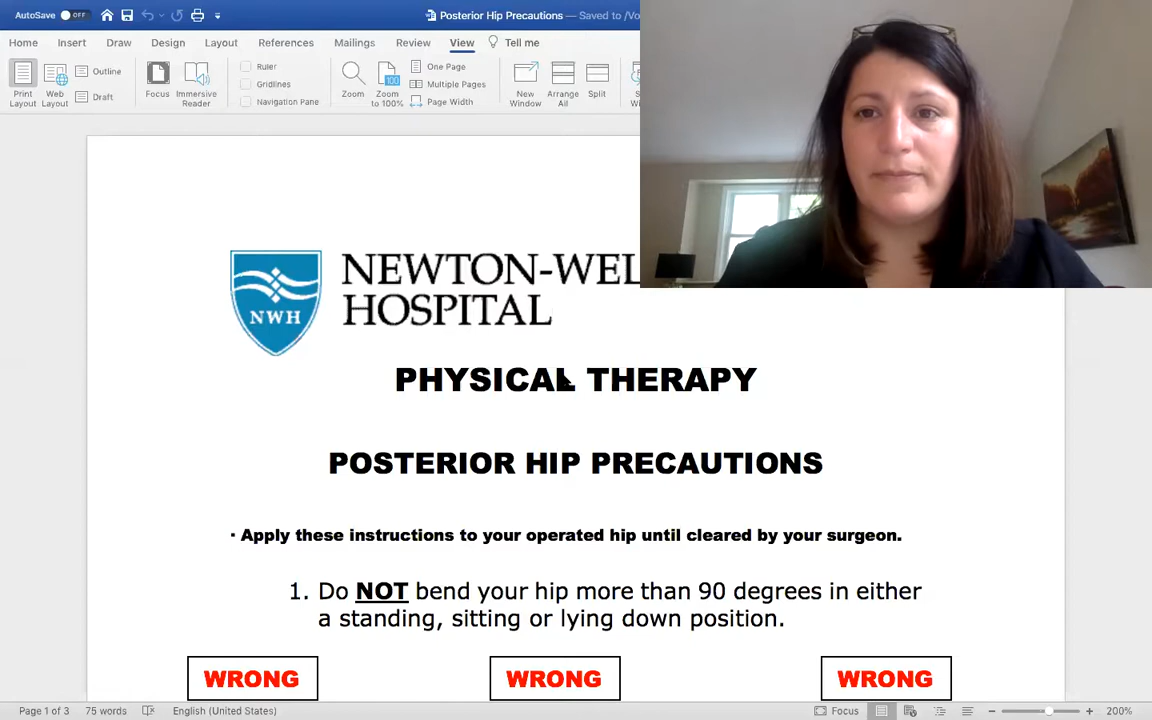 AutoSave OFF
Posterior Hip Precautions — Saved to /Vo
Home Insert Draw Design Layout References Mailings Review View Tell me
Print Layout
Web Layout
Outline
Draft
Focus
Immersive Reader
Ruler
Gridlines
Navigation Pane
Zoom
Zoom to 100%
100
One Page
Multiple Pages
Page Width
New Window
Arrange All
Split
NWH
NEWTON-WEL
HOSPITAL
PHYSICAL THERAPY
POSTERIOR HIP PRECAUTIONS
· Apply these instructions to your operated hip until cleared by your surgeon.
1. Do NOT bend your hip more than 90 degrees in either
a standing, sitting or lying down position.
WRONG WRONG WRONG
Page 1 of 3 75 words English (United States) Focus 200%